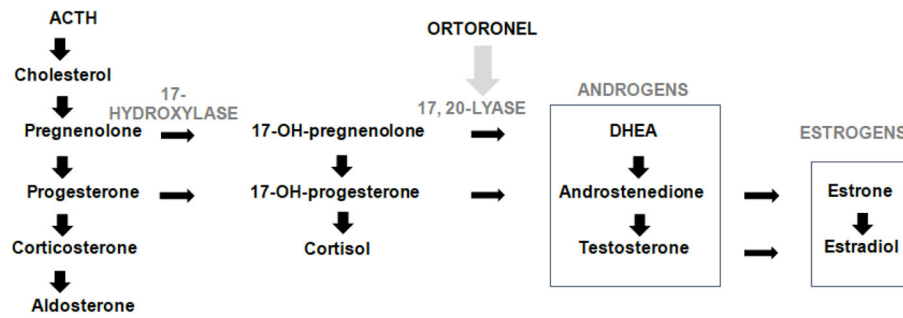 ACTH
ORTORONEL
Cholesterol
17-
HYDROXYLASE
17, 20-LYASE
ANDROGENS
Pregnenolone
17-OH-pregnenolone
DHEA
ESTROGENS
Progesterone
17-OH-progesterone
Androstenedione
Estrone
Corticosterone
Cortisol
Testosterone
Estradiol
Aldosterone